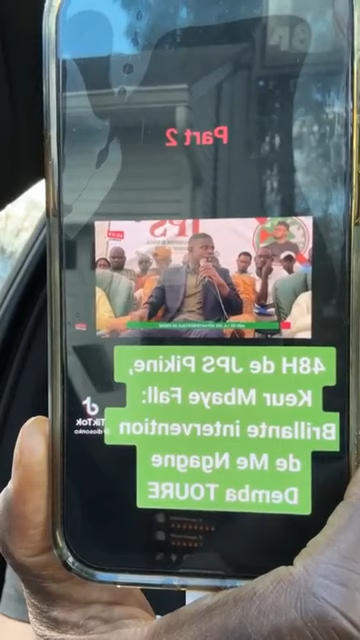 Part 2
JPS
48H de JPS Pikine,
Keur Mbaye Fall:
Brillante intervention
de Me Ngagne
Demba TOURE
TikTok